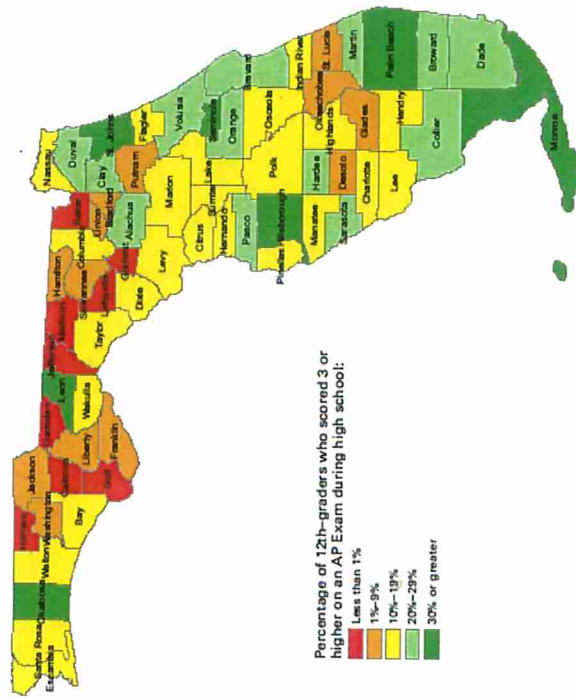 Escambia
Santa Rosa
Okaloosa
Walton
Holmes
Washington
Bay
Jackson
Calhoun
Gulf
Liberty
Franklin
Gadsden
Leon
Wakulla
Jefferson
Madison
Taylor
Hamilton
Suwannee
Lafayette
Dixie
Columbia
Gilchrist
Levy
Baker
Union
Bradford
Alachua
Nassau
Duval
Clay
St. Johns
Putnam
Flagler
Marion
Volusia
Citrus
Sumter
Lake
Seminole
Orange
Hernando
Pasco
Brevard
Osceola
Polk
Pinellas
Hillsborough
Indian River
Manatee
Hardee
Highlands
Okeechobee
St. Lucie
Sarasota
Desoto
Martin
Charlotte
Glades
Palm Beach
Lee
Hendry
Collier
Broward
Dade
Monroe
Percentage of 12th-graders who scored 3 or
higher on an AP Exam during high school:
Less than 1%
1%–9%
10%–19%
20%–29%
30% or greater